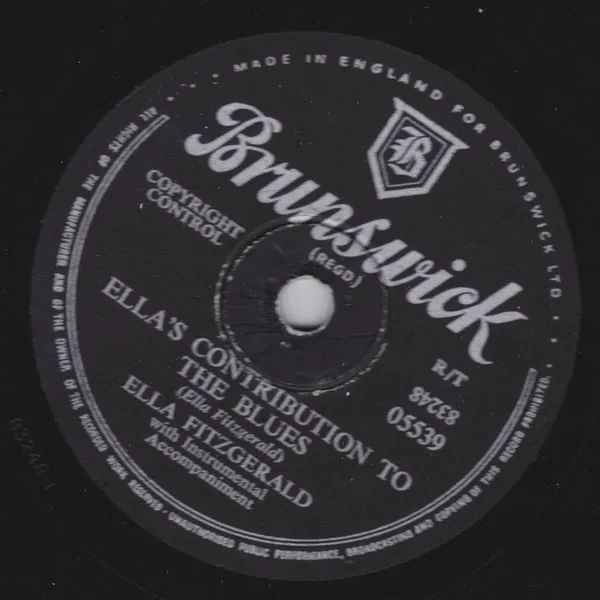 MADE IN ENGLAND FOR BRUNSWICK LTD.
B
Brunswick
(REGD.)
COPYRIGHT
CONTROL
R/T
83248
05539
ELLA'S CONTRIBUTION TO
THE BLUES
(Ella Fitzgerald)
ELLA FITZGERALD
with Instrumental
Accompaniment
ALL RIGHTS OF THE MANUFACTURER AND OF THE OWNER OF THE RECORDED WORK RESERVED · UNAUTHORISED PUBLIC PERFORMANCE, BROADCASTING AND COPYING OF THIS RECORD PROHIBITED.